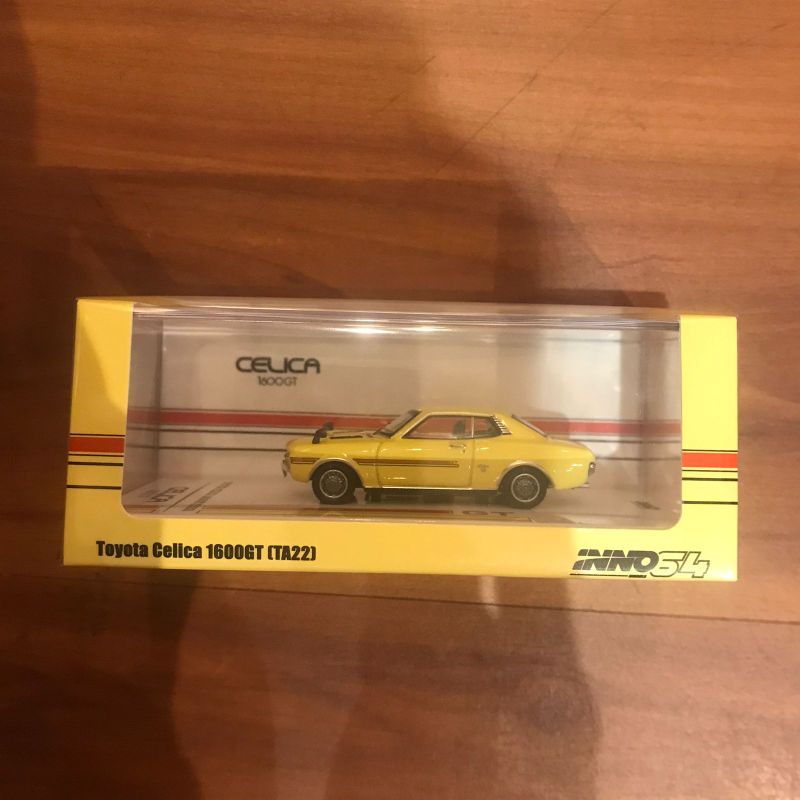 CELICA
1600GT
Toyota Celica 1600GT (TA22)
INNO64